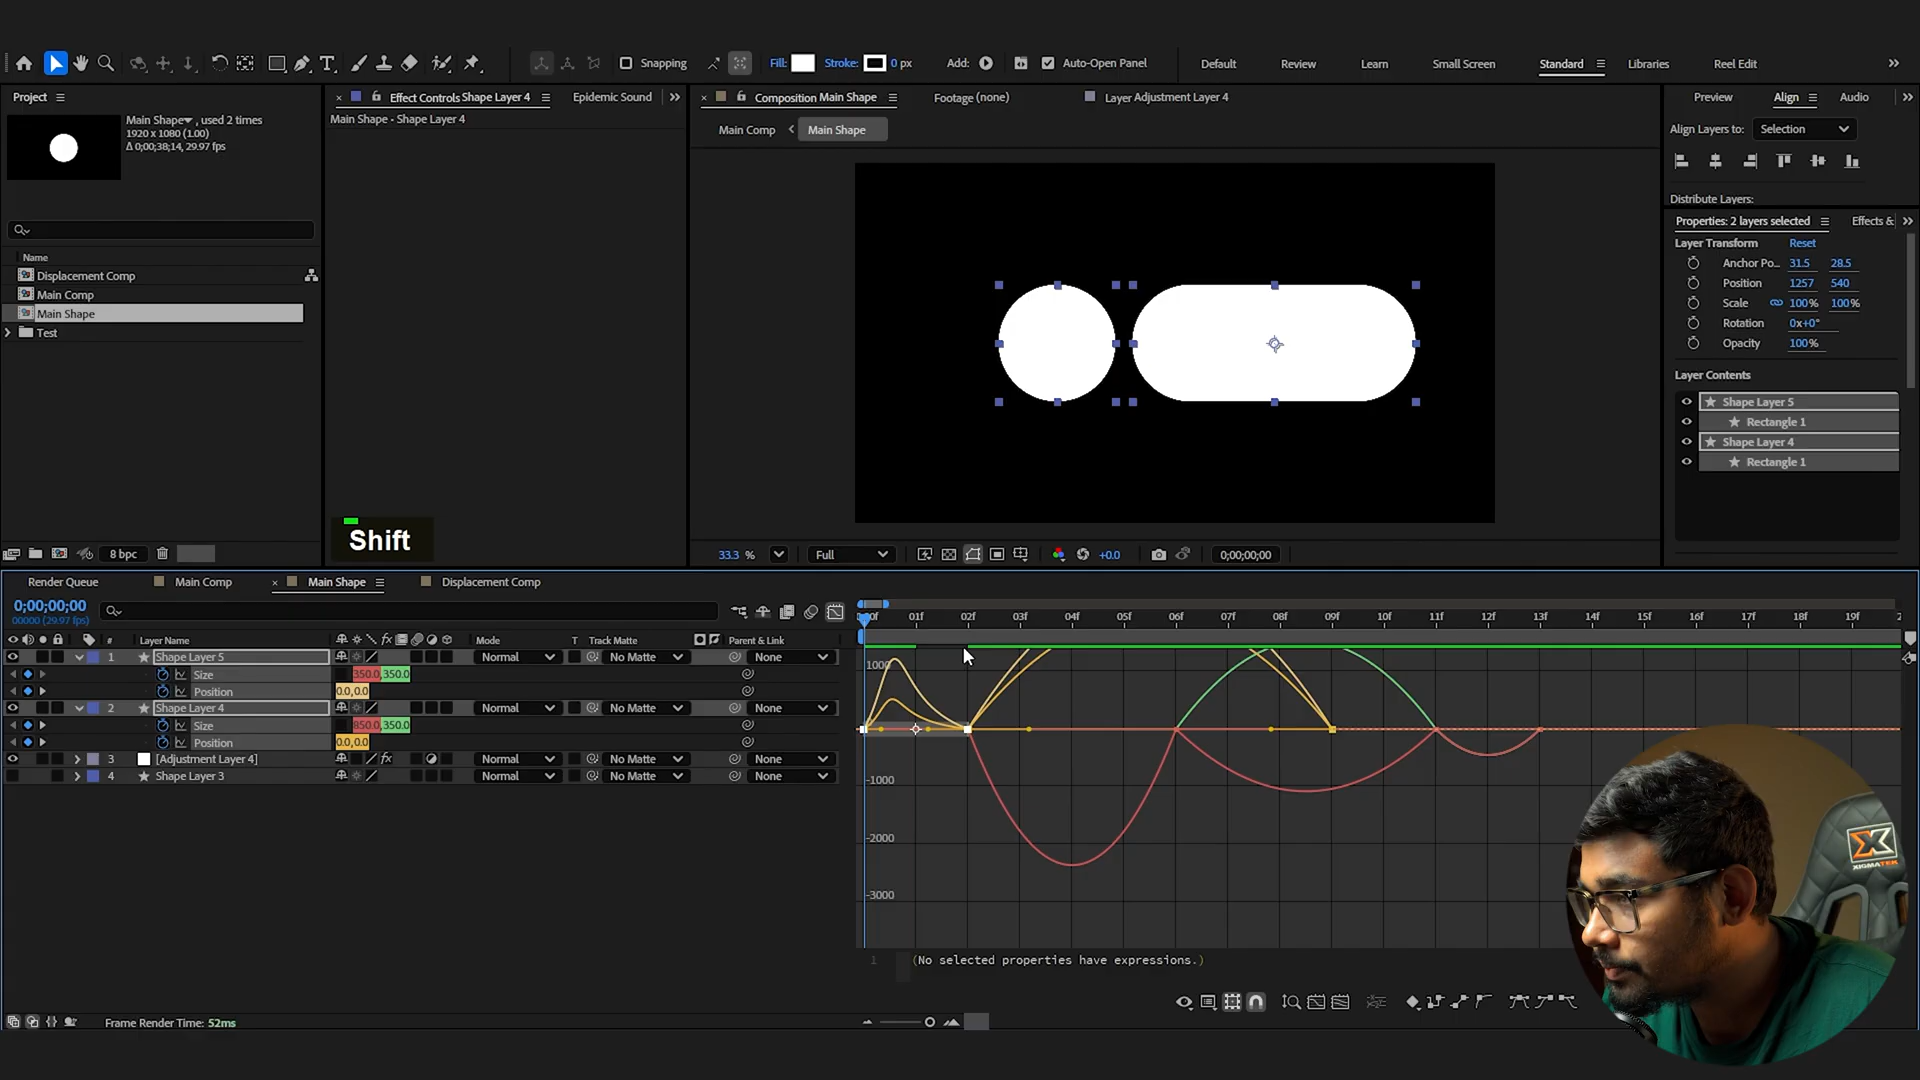 Snapping
Fill:
Stroke:
0 px
Add:
Auto-Open Panel
Default
Review
Learn
Small Screen
Standard
Libraries
Reel Edit
Project
Effect Controls Shape Layer 4
Epidemic Sound
Composition Main Shape
Footage (none)
Layer Adjustment Layer 4
Preview
Align
Audio
Main Shape , used 2 times
1920 x 1080 (1.00)
Δ 0;00;38;14, 29.97 fps
Main Shape - Shape Layer 4
Main Comp
Main Shape
Align Layers to:
Selection
Distribute Layers:
Properties: 2 layers selected
Effects &
Layer Transform
Reset
Anchor Po...
31.5
28.5
Position
1257
540
Scale
100%
100%
Rotation
0x+0°
Opacity
100%
Layer Contents
Shape Layer 5
Rectangle 1
Shape Layer 4
Rectangle 1
Name
Displacement Comp
Main Comp
Main Shape
Test
Shift
8 bpc
33.3 %
Full
+0.0
0;00;00;00
Render Queue
Main Comp
Main Shape
Displacement Comp
0;00;00;00
00000 (29.97 fps)
01f 02f 03f 04f 05f 06f 07f 08f 09f 10f 11f 12f 13f 14f 15f 16f 17f 18f 19f 2
# Layer Name Mode T Track Matte Parent & Link
1 Shape Layer 5 Normal No Matte None
Size 350.0,350.0
Position 0.0,0.0
2 Shape Layer 4 Normal No Matte None
Size 850.0,350.0
Position 0.0,0.0
3 [Adjustment Layer 4] Normal No Matte None
4 Shape Layer 3 Normal No Matte None
1000
-1000
-2000
-3000
1 (No selected properties have expressions.)
Frame Render Time: 52ms
XIGMATEK